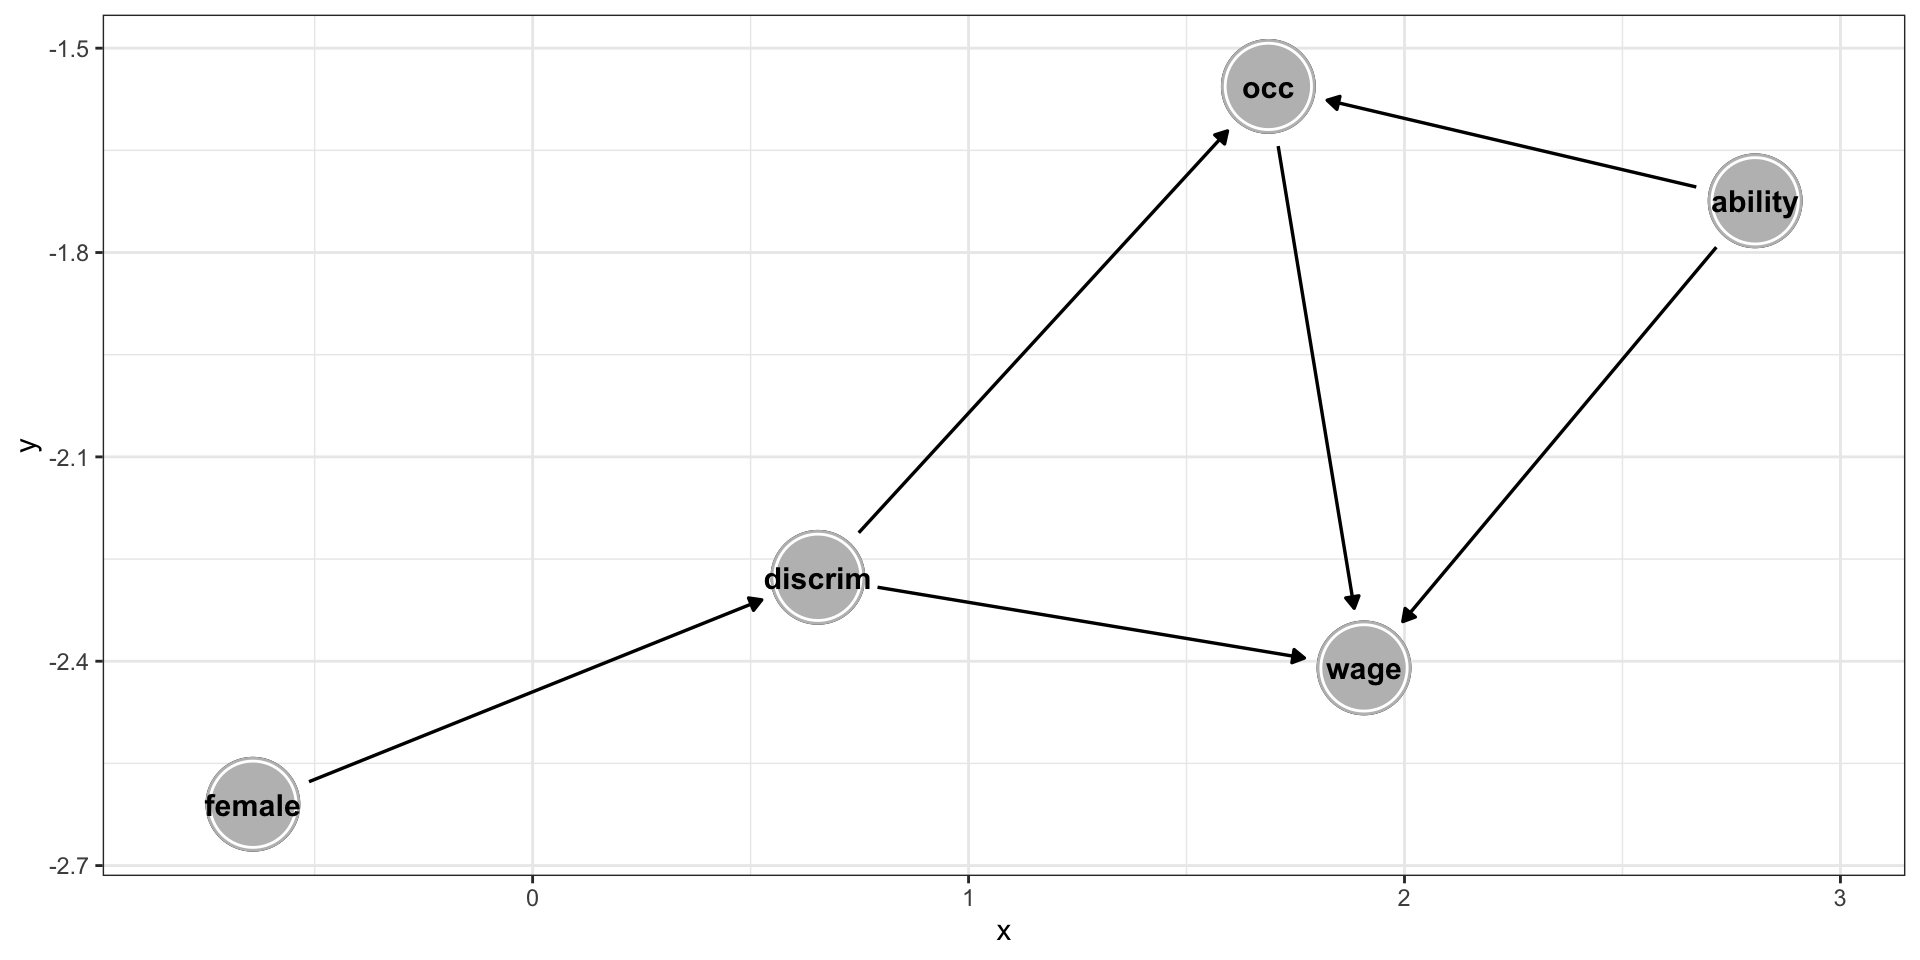 -1.5
-1.8
-2.1
-2.4
-2.7
y
occ
ability
discrim
wage
female
0 1 2 3
x